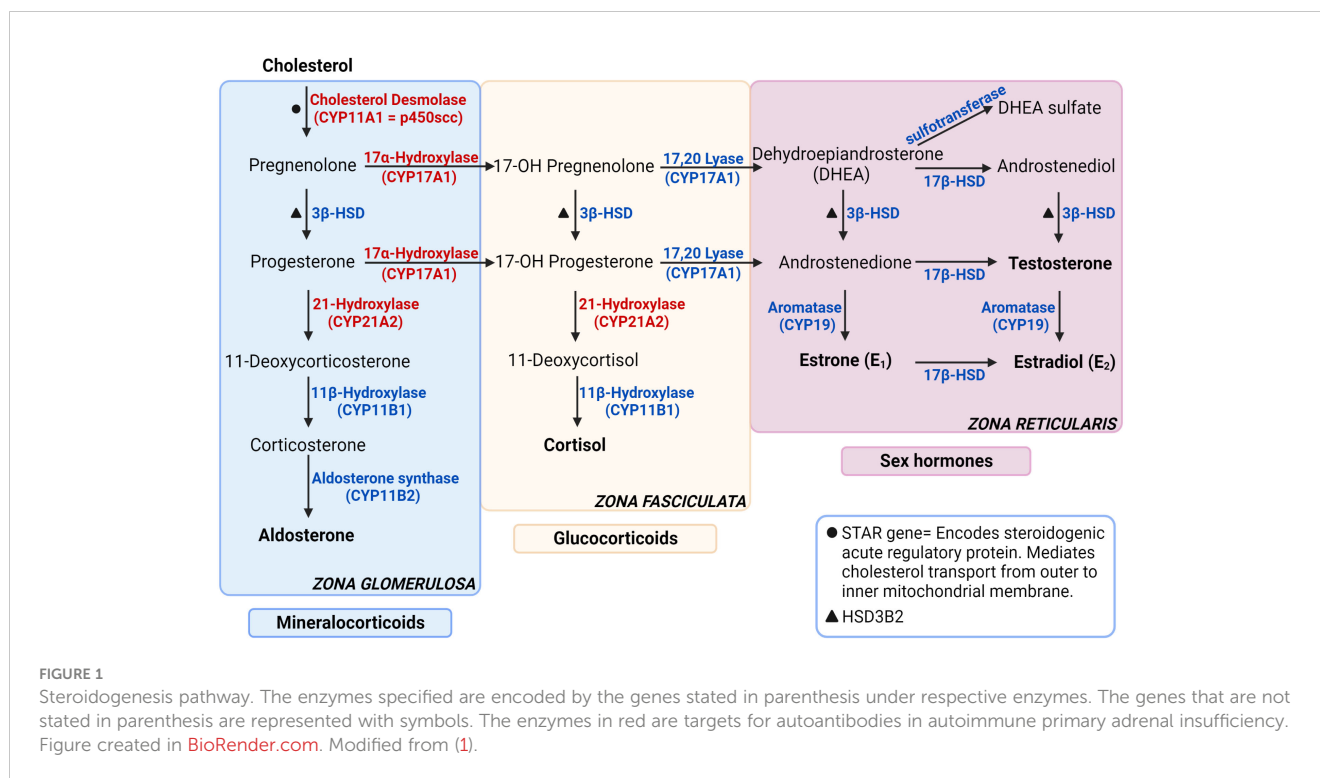 Cholesterol
Cholesterol Desmolase
(CYP11A1 = p450scc)
Pregnenolone
17α-Hydroxylase
(CYP17A1)
17-OH Pregnenolone
17,20 Lyase
(CYP17A1)
Dehydroepiandrosterone
(DHEA)
sulfotransferase
DHEA sulfate
17β-HSD
Androstenediol
3β-HSD
3β-HSD
3β-HSD
3β-HSD
Progesterone
17α-Hydroxylase
(CYP17A1)
17-OH Progesterone
17,20 Lyase
(CYP17A1)
Androstenedione
17β-HSD
Testosterone
21-Hydroxylase
(CYP21A2)
21-Hydroxylase
(CYP21A2)
Aromatase
(CYP19)
Aromatase
(CYP19)
11-Deoxycorticosterone
11-Deoxycortisol
Estrone (E₁)
17β-HSD
Estradiol (E₂)
11β-Hydroxylase
(CYP11B1)
11β-Hydroxylase
(CYP11B1)
Corticosterone
Cortisol
ZONA RETICULARIS
Sex hormones
Aldosterone synthase
(CYP11B2)
ZONA FASCICULATA
Aldosterone
Glucocorticoids
ZONA GLOMERULOSA
Mineralocorticoids
STAR gene= Encodes steroidogenic
acute regulatory protein. Mediates
cholesterol transport from outer to
inner mitochondrial membrane.
HSD3B2
FIGURE 1
Steroidogenesis pathway. The enzymes specified are encoded by the genes stated in parenthesis under respective enzymes. The genes that are not
stated in parenthesis are represented with symbols. The enzymes in red are targets for autoantibodies in autoimmune primary adrenal insufficiency.
Figure created in BioRender.com. Modified from (1).